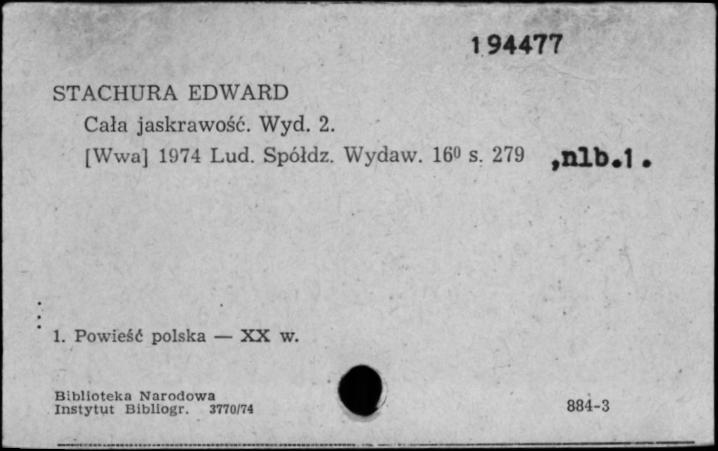 194477
STACHURA EDWARD
Cała jaskrawość. Wyd. 2.
[Wwa] 1974 Lud. Spółdz. Wydaw. 16⁰ s. 279 ,nlb.1.
1. Powieść polska — XX w.
Biblioteka Narodowa
Instytut Bibliogr. 3770/74
884-3